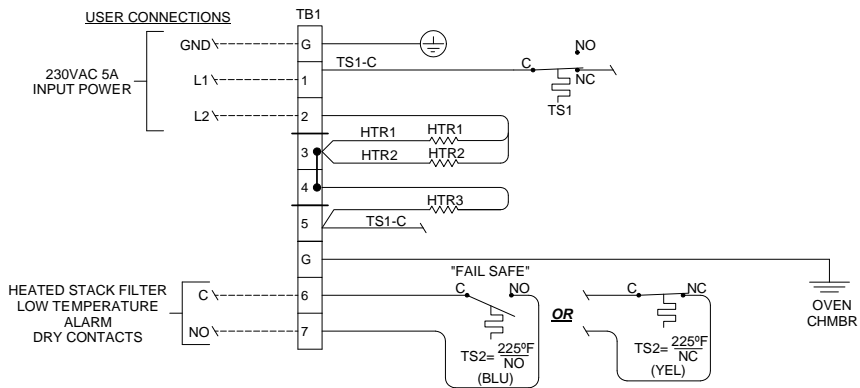 USER CONNECTIONS
TB1
GND
G
230VAC 5A
INPUT POWER
L1
1
TS1-C
C
NO
NC
TS1
L2
2
3
HTR1
HTR1
HTR2
HTR2
4
HTR3
5
TS1-C
G
OVEN
CHMBR
HEATED STACK FILTER
LOW TEMPERATURE
ALARM
DRY CONTACTS
C
6
NO
7
"FAIL SAFE"
C
NO
TS2= 225ºF
NO
(BLU)
OR
C
NC
TS2= 225ºF
NC
(YEL)